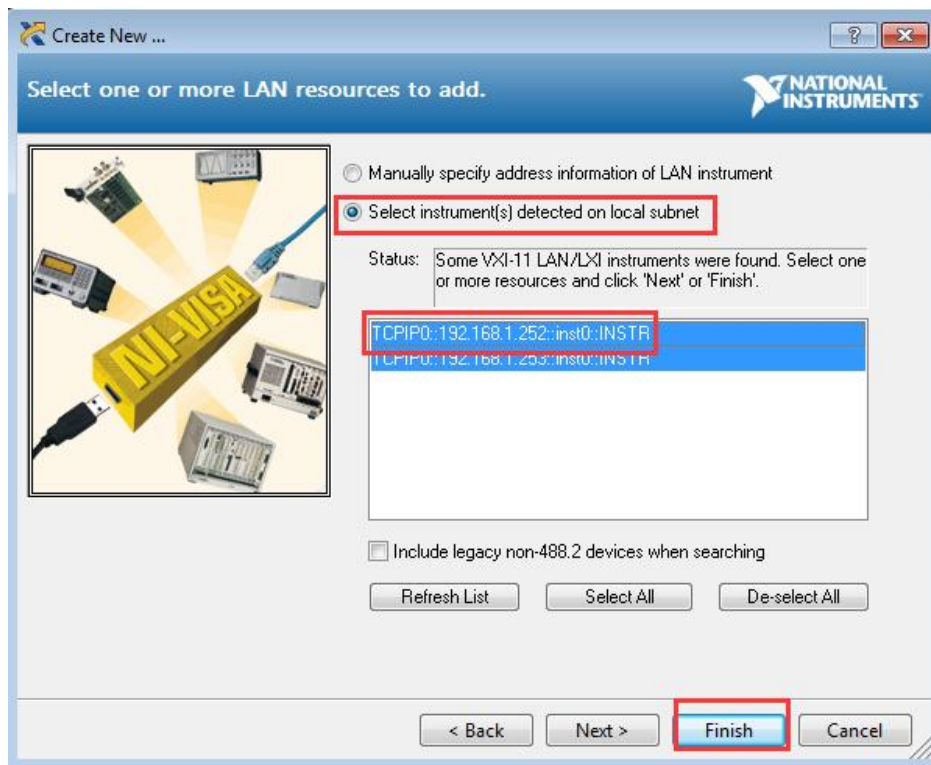 Create New ...
Select one or more LAN resources to add.
NATIONAL
INSTRUMENTS
NI-VISA
Manually specify address information of LAN instrument
Select instrument(s) detected on local subnet
Status:
Some VXI-11 LAN/LXI instruments were found. Select one
or more resources and click 'Next' or 'Finish'.
TCPIP0::192.168.1.252::inst0::INSTR
TCPIP0::192.168.1.253::inst0::INSTR
Include legacy non-488.2 devices when searching
Refresh List
Select All
De-select All
< Back
Next >
Finish
Cancel